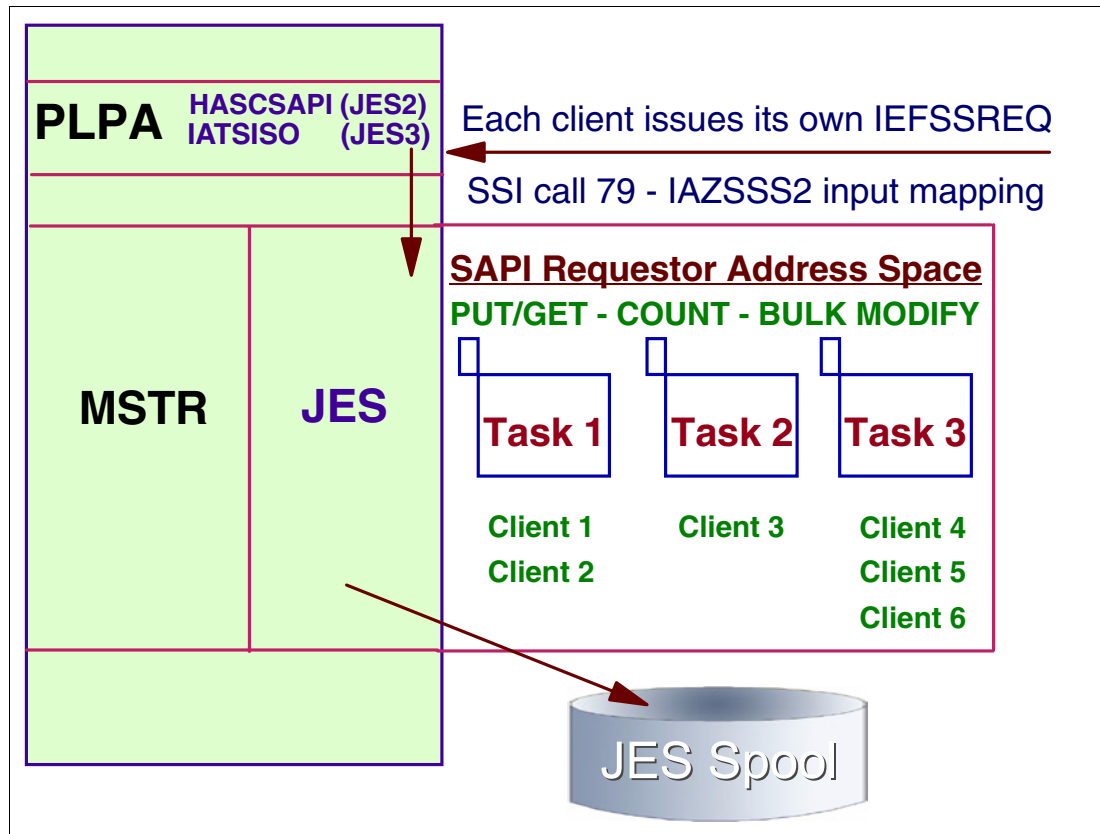 PLPA
HASCSAPI (JES2)
IATSISO (JES3)
Each client issues its own IEFSSREQ
SSI call 79 - IAZSSS2 input mapping
MSTR
JES
SAPI Requestor Address Space
PUT/GET - COUNT - BULK MODIFY
Task 1
Task 2
Task 3
Client 1
Client 2
Client 3
Client 4
Client 5
Client 6
JES Spool